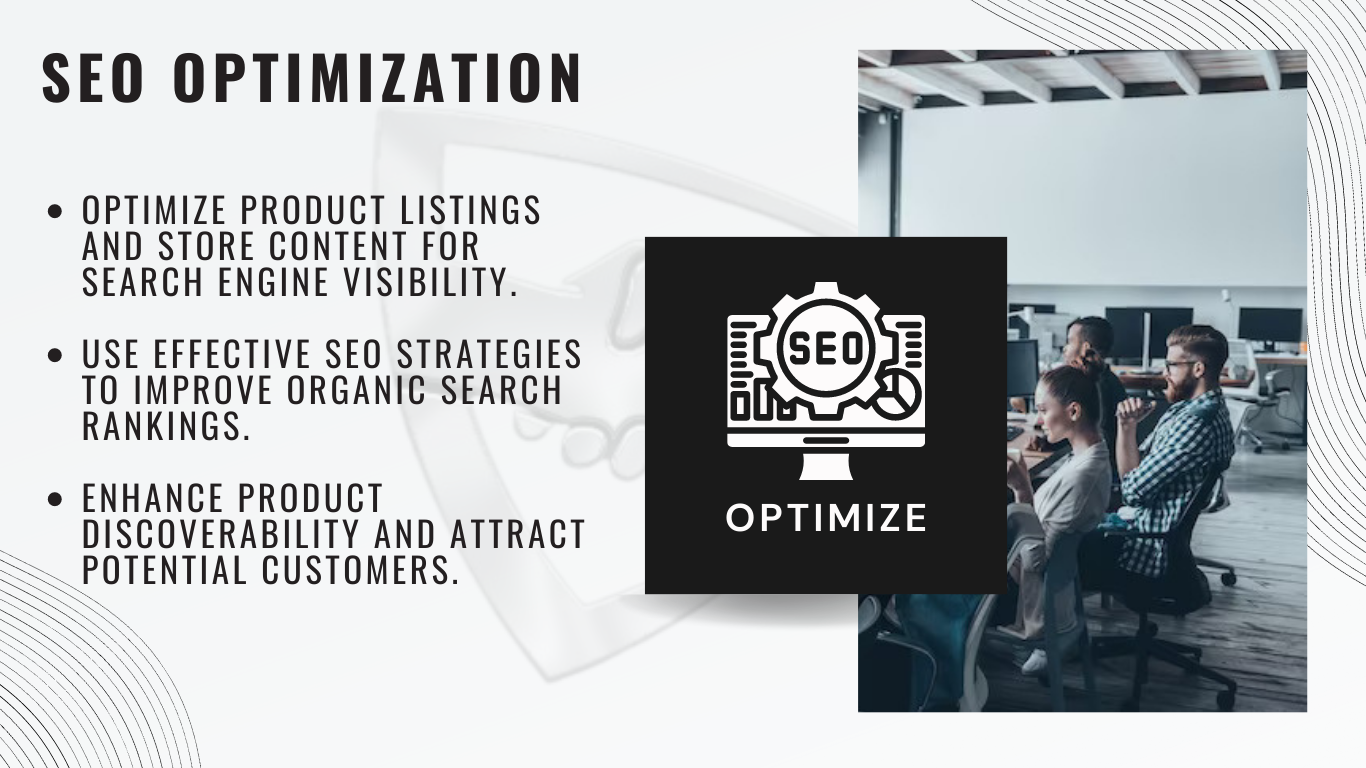 SEO OPTIMIZATION
• OPTIMIZE PRODUCT LISTINGS
AND STORE CONTENT FOR
SEARCH ENGINE VISIBILITY.
• USE EFFECTIVE SEO STRATEGIES
TO IMPROVE ORGANIC SEARCH
RANKINGS.
• ENHANCE PRODUCT
DISCOVERABILITY AND ATTRACT
POTENTIAL CUSTOMERS.
SEO
OPTIMIZE